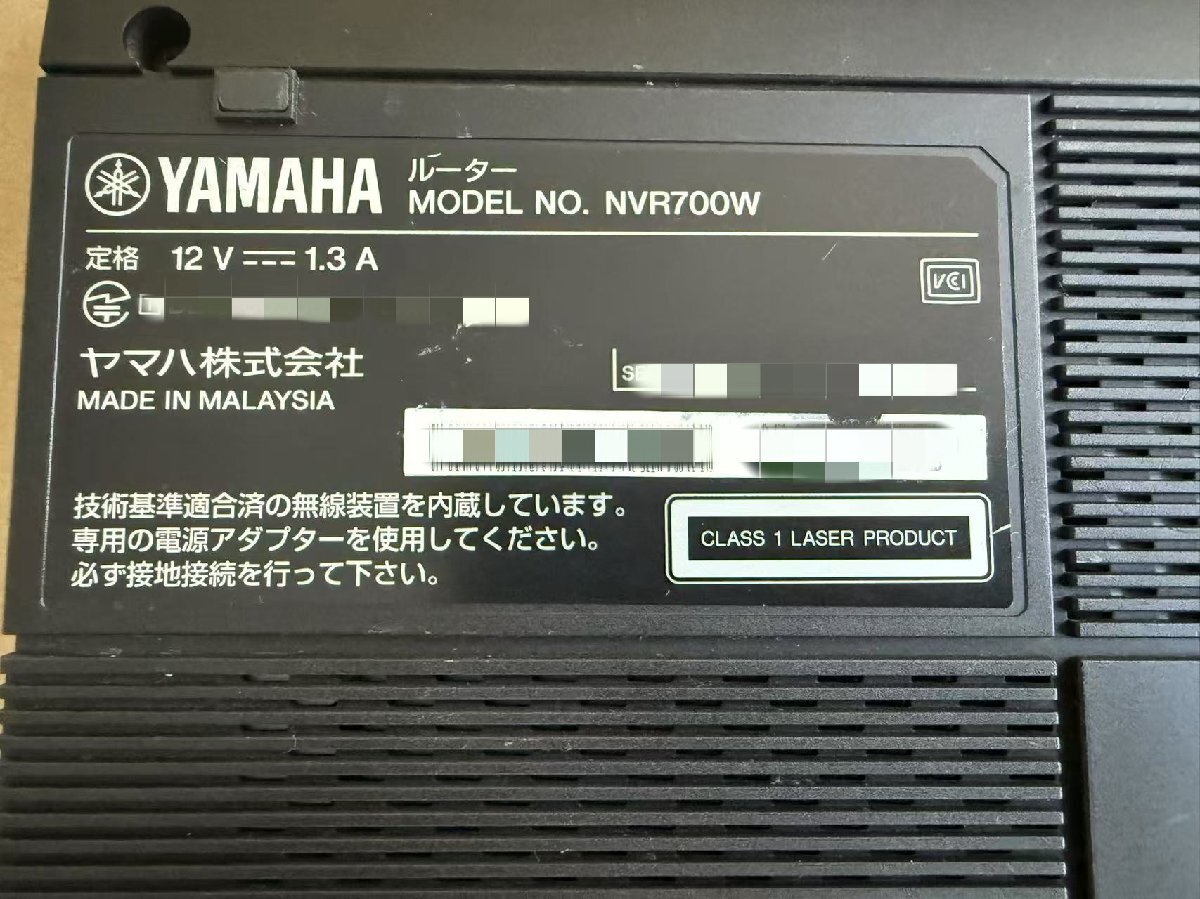 YAMAHA ルーター
MODEL NO. NVR700W
定格 12 V 1.3 A
VCI
ヤマハ株式会社
MADE IN MALAYSIA
技術基準適合済の無線装置を内蔵しています。
専用の電源アダプターを使用してください。
必ず接地接続を行って下さい。
CLASS 1 LASER PRODUCT